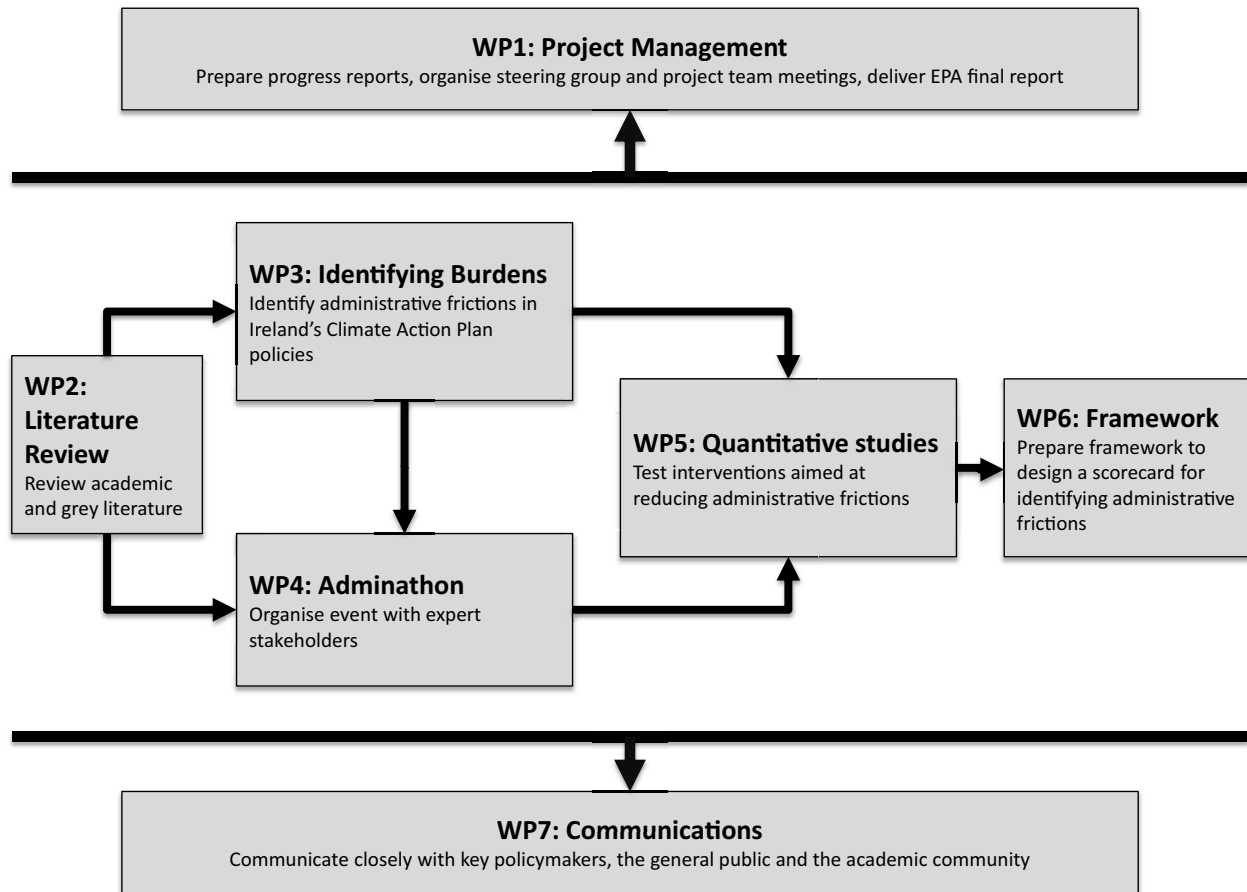 WP1: Project Management
Prepare progress reports, organise steering group and project team meetings, deliver EPA final report
WP3: Identifying Burdens
Identify administrative frictions in
Ireland’s Climate Action Plan
policies
WP2:
Literature
Review
Review academic
and grey literature
WP4: Adminathon
Organise event with expert
stakeholders
WP5: Quantitative studies
Test interventions aimed at
reducing administrative frictions
WP6: Framework
Prepare framework to
design a scorecard for
identifying administrative
frictions
WP7: Communications
Communicate closely with key policymakers, the general public and the academic community